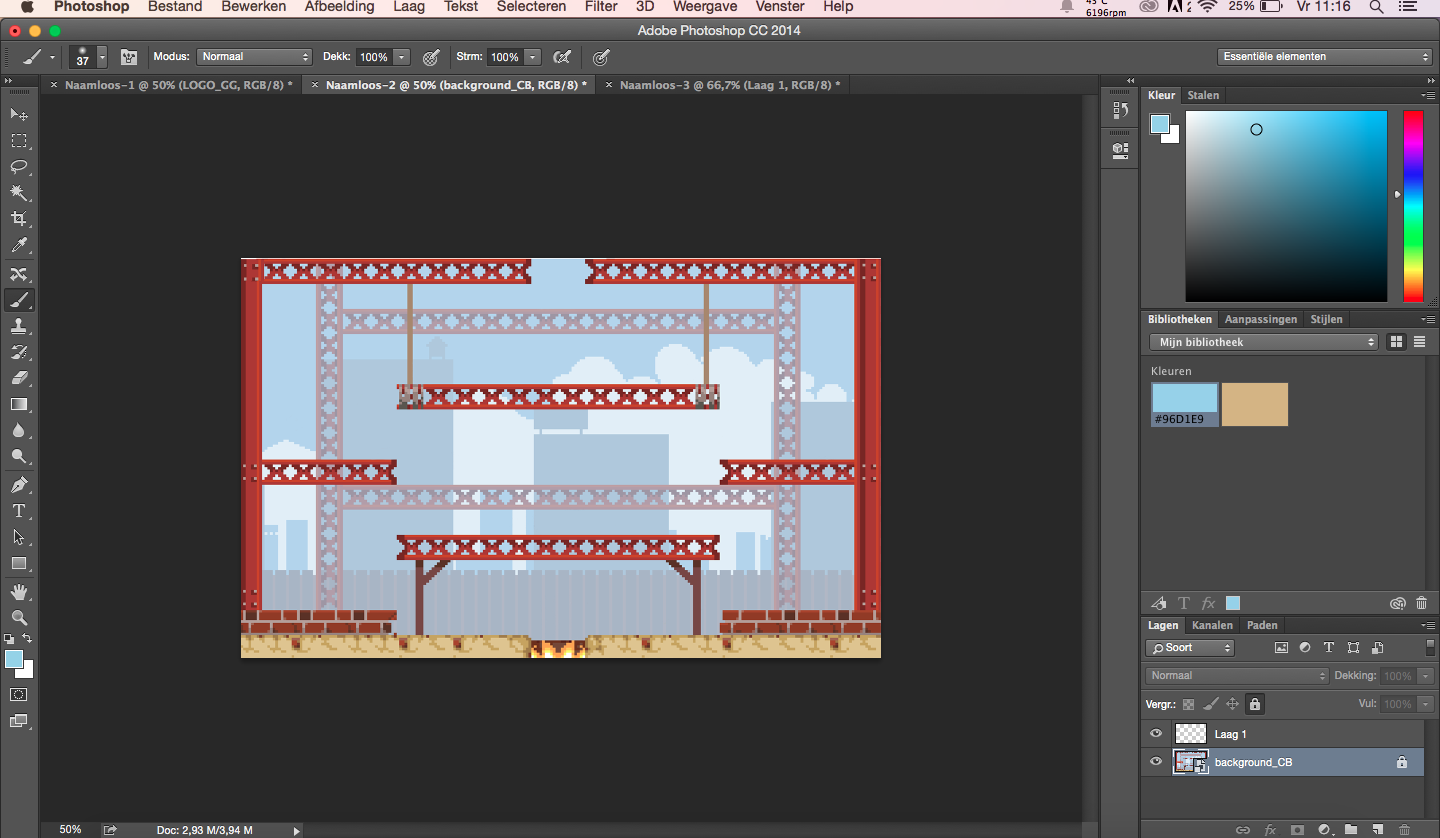 Photoshop Bestand Bewerken Afbeelding Laag Tekst Selecteren Filter 3D Weergave Venster Help 45°C 6196rpm 2 25% Vr 11:16
Adobe Photoshop CC 2014
37 Modus: Normaal Dekk: 100% Strm: 100% Essentiële elementen
× Naamloos-1 @ 50% (LOGO_GG, RGB/8) * × Naamloos-2 @ 50% (background_CB, RGB/8) * × Naamloos-3 @ 66,7% (Laag 1, RGB/8) *
Kleur Stalen
Bibliotheken Aanpassingen Stijlen
Mijn bibliotheek
Kleuren
#96D1E9
Lagen Kanalen Paden
Soort
Normaal Dekking: 100%
Vergr.: Vul: 100%
Laag 1
background_CB
50% Doc: 2,93 M/3,94 M